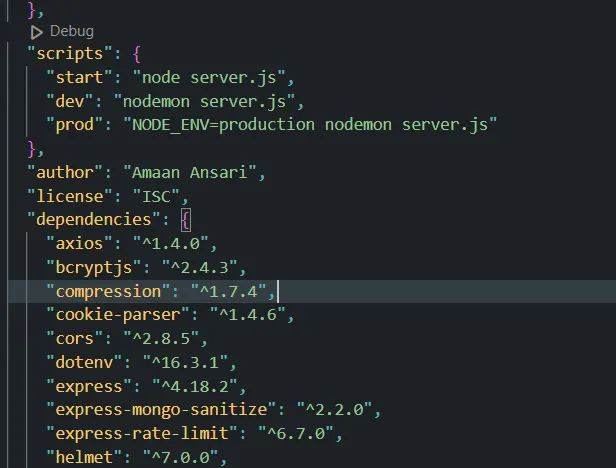 },
Debug
"scripts": {
"start": "node server.js",
"dev": "nodemon server.js",
"prod": "NODE_ENV=production nodemon server.js"
},
"author": "Amaan Ansari",
"license": "ISC",
"dependencies": {
"axios": "^1.4.0",
"bcryptjs": "^2.4.3",
"compression": "^1.7.4",
"cookie-parser": "^1.4.6",
"cors": "^2.8.5",
"dotenv": "^16.3.1",
"express": "^4.18.2",
"express-mongo-sanitize": "^2.2.0",
"express-rate-limit": "^6.7.0",
"helmet": "^7.0.0",